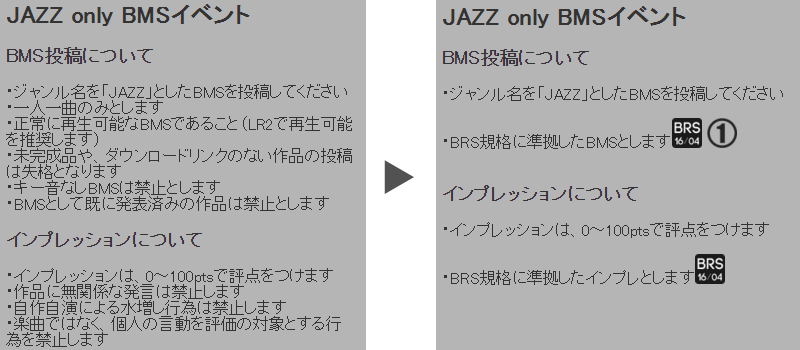 JAZZ only BMSイベント
BMS投稿について
・ジャンル名を「JAZZ」としたBMSを投稿してください
・一人一曲のみとします
・正常に再生可能なBMSであること（LR2で再生可能
を推奨します）
・未完成品や、ダウンロードリンクのない作品の投稿
は失格となります
・キー音なしBMSは禁止とします
・BMSとして既に発表済みの作品は禁止とします
インプレッションについて
・インプレッションは、0～100ptsで評点をつけます
・作品に無関係な発言は禁止します
・自作自演による水増し行為は禁止します
・楽曲ではなく、個人の言動を評価の対象とする行
為を禁止します
JAZZ only BMSイベント
BMS投稿について
・ジャンル名を「JAZZ」としたBMSを投稿してください
・BRS規格に準拠したBMSとします BRS 16/04 ①
インプレッションについて
・インプレッションは、0～100ptsで評点をつけます
・BRS規格に準拠したインプレとします BRS 16/04